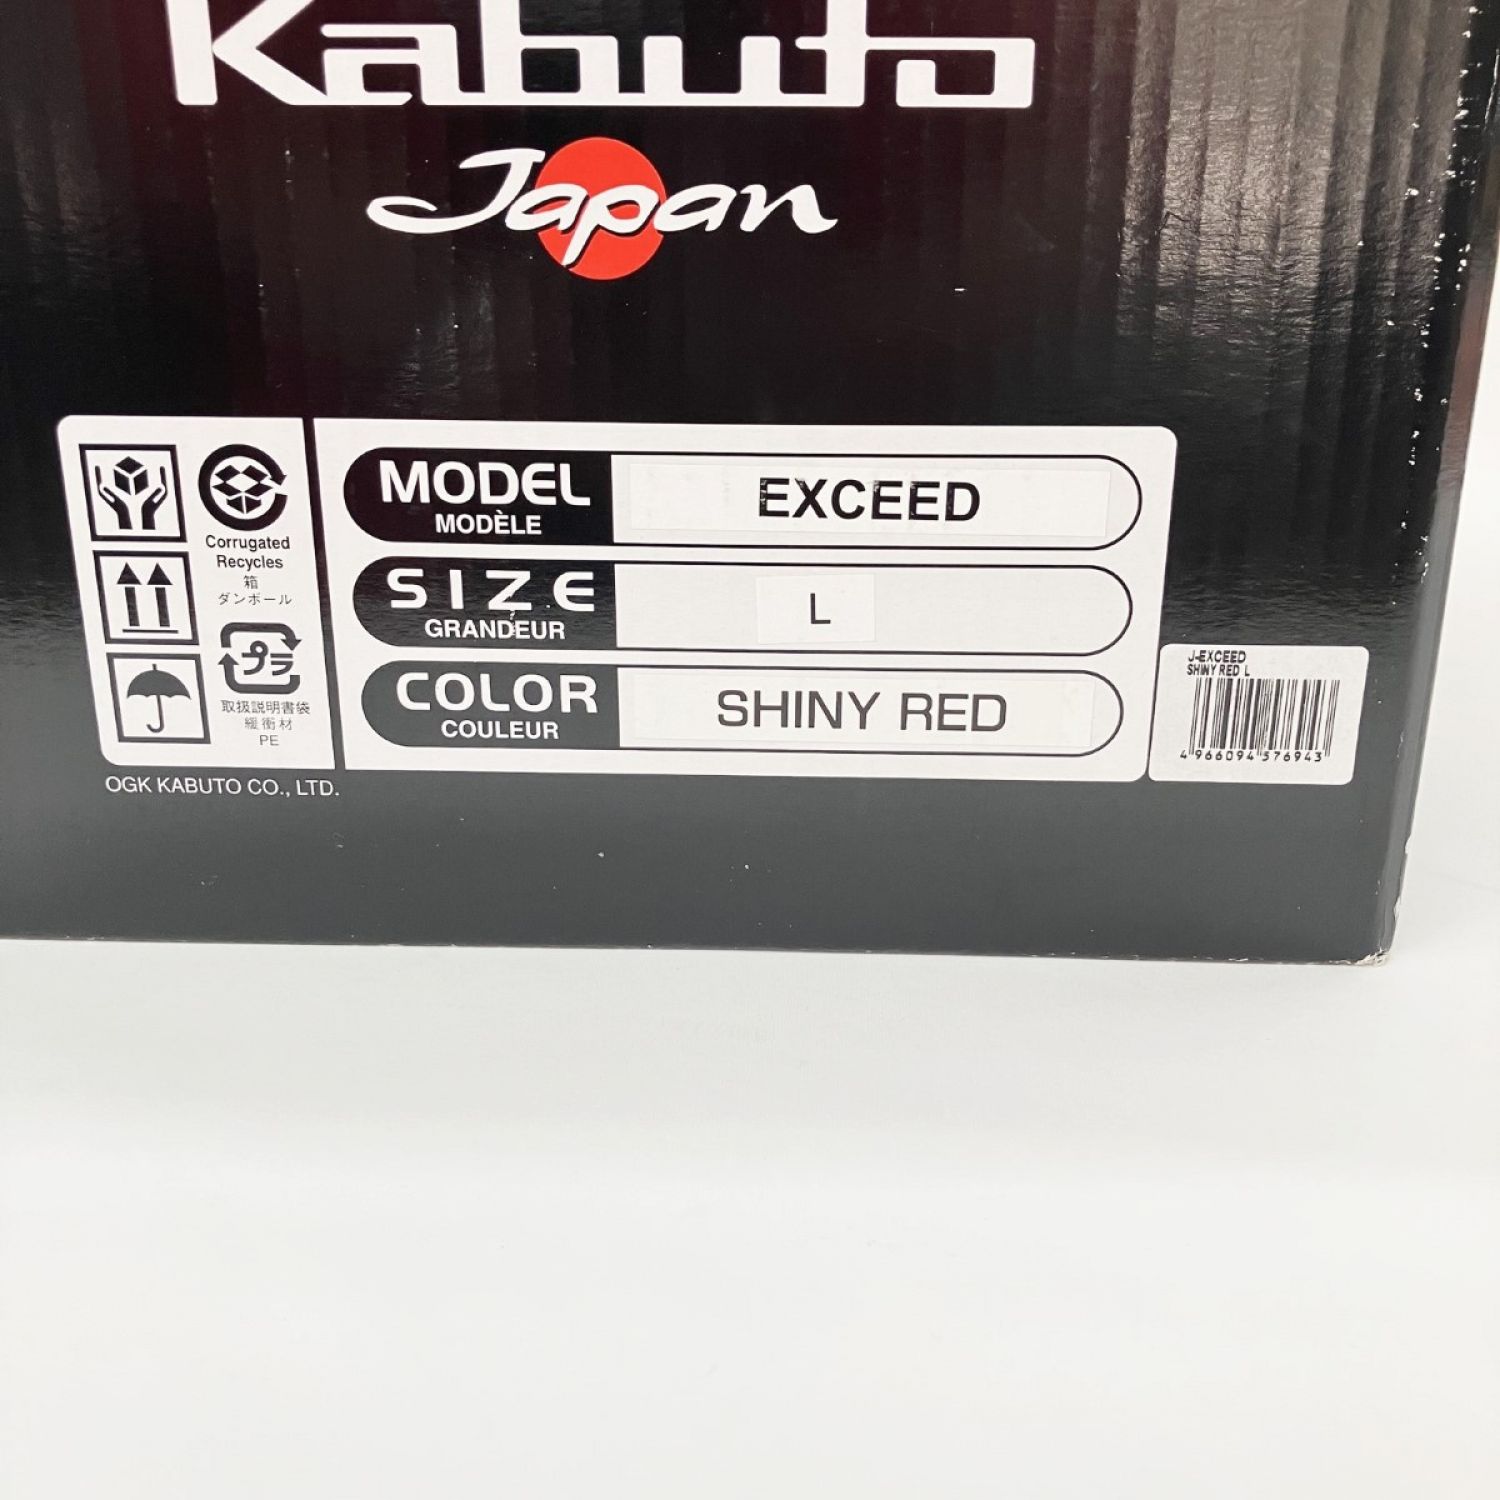 Kabuto
Japan
MODEL
MODÈLE
EXCEED
SIZE
GRANDEUR
L
COLOR
COULEUR
SHINY RED
Corrugated
Recycles
箱
ダンボール
プラ
取扱説明書袋
緩衝材
PE
J-EXCEED
SHINY RED L
4966094576943
OGK KABUTO CO., LTD.